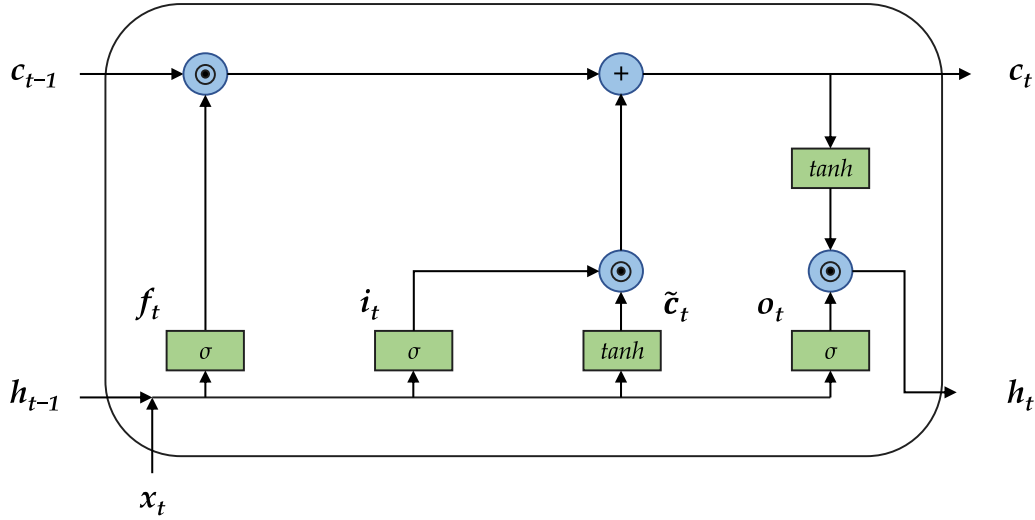 c_{t-1} ⊙ + c_t
tanh
⊙ ⊙
f_t i_t c̃_t o_t
σ σ tanh σ
h_{t-1} h_t
x_t